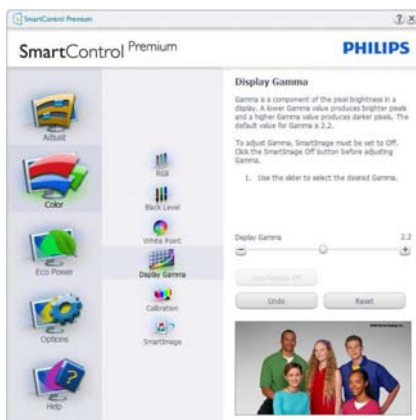 SmartControl Premium
SmartControl Premium
PHILIPS
Adjust
Color
Eco Power
Options
Help
RGB
Black Level
White Point
Display Gamma
Calibration
SmartImage
Display Gamma
Gamma is a component of the pixel brightness in a
display. A lower Gamma value produces brighter pixels
and a higher Gamma value produces darker pixels. The
default value for Gamma is 2.2.
To adjust Gamma, SmartImage must be set to Off.
Click the SmartImage Off button before adjusting
Gamma.
1. Use the slider to select the desired Gamma.
Display Gamma 2.2
SmartImage Off
Undo Reset